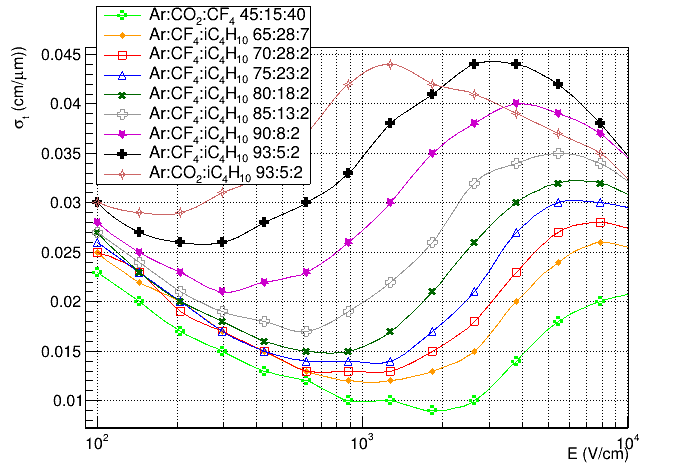 Ar:CO₂:CF₄ 45:15:40
Ar:CF₄:iC₄H₁₀ 65:28:7
Ar:CF₄:iC₄H₁₀ 70:28:2
Ar:CF₄:iC₄H₁₀ 75:23:2
Ar:CF₄:iC₄H₁₀ 80:18:2
Ar:CF₄:iC₄H₁₀ 85:13:2
Ar:CF₄:iC₄H₁₀ 90:8:2
Ar:CF₄:iC₄H₁₀ 93:5:2
Ar:CO₂:iC₄H₁₀ 93:5:2
σₜ (cm/μm))
0.045
0.04
0.035
0.03
0.025
0.02
0.015
0.01
10²
10³
10⁴
E (V/cm)